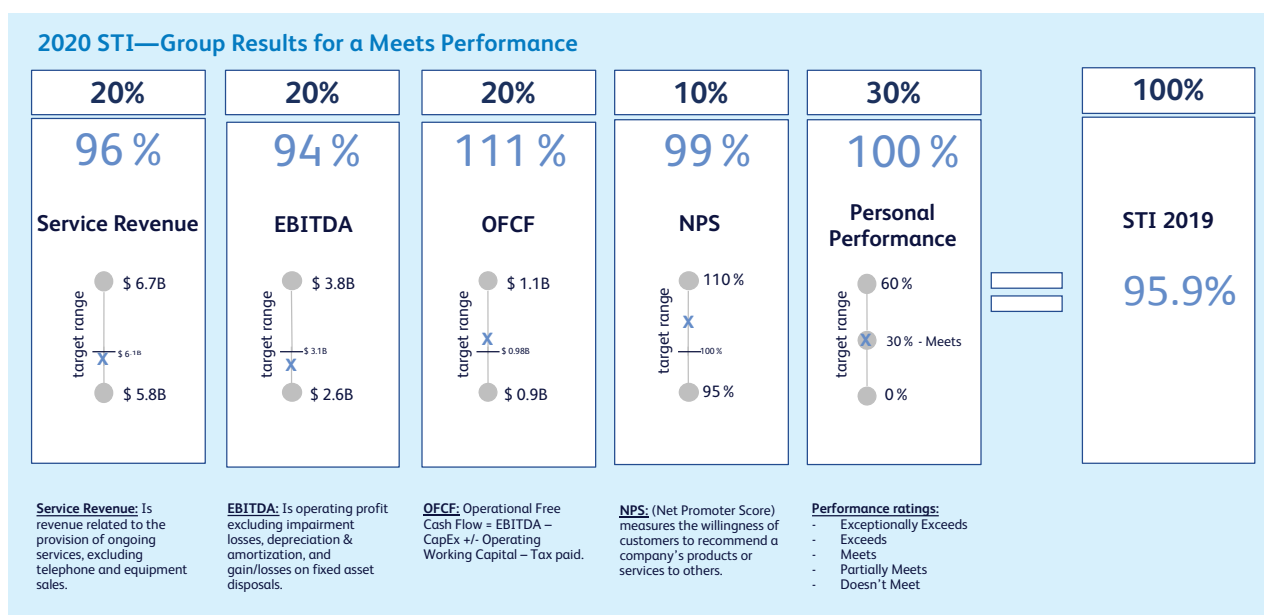 2020 STI—Group Results for a Meets Performance
20%
20%
20%
10%
30%
100%
96 %
Service Revenue
target range
$ 6.7B
X
$ 6.1B
$ 5.8B
94 %
EBITDA
target range
$ 3.8B
$ 3.1B
X
$ 2.6B
111 %
OFCF
target range
$ 1.1B
X
$ 0.98B
$ 0.9B
99 %
NPS
target range
110 %
X
100 %
95 %
100 %
Personal
Performance
target range
60 %
X
30 % - Meets
0 %
STI 2019
95.9%
Service Revenue: Is
revenue related to the
provision of ongoing
services, excluding
telephone and equipment
sales.
EBITDA: Is operating profit
excluding impairment
losses, depreciation &
amortization, and
gain/losses on fixed asset
disposals.
OFCF: Operational Free
Cash Flow = EBITDA –
CapEx +/- Operating
Working Capital – Tax paid.
NPS: (Net Promoter Score)
measures the willingness of
customers to recommend a
company's products or
services to others.
Performance ratings:
- Exceptionally Exceeds
- Exceeds
- Meets
- Partially Meets
- Doesn't Meet